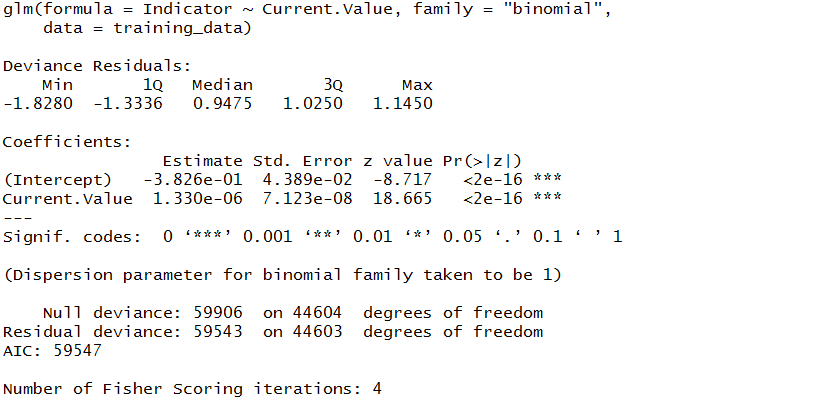 glm(formula = Indicator ~ Current.Value, family = "binomial",
    data = training_data)
Deviance Residuals:
    Min       1Q   Median       3Q      Max
-1.8280  -1.3336   0.9475   1.0250   1.1450
Coefficients:
                Estimate Std. Error z value Pr(>|z|)
(Intercept)   -3.826e-01  4.389e-02  -8.717   <2e-16 ***
Current.Value  1.330e-06  7.123e-08  18.665   <2e-16 ***
---
Signif. codes:  0 ‘***’ 0.001 ‘**’ 0.01 ‘*’ 0.05 ‘.’ 0.1 ‘ ’ 1
(Dispersion parameter for binomial family taken to be 1)
    Null deviance: 59906  on 44604  degrees of freedom
Residual deviance: 59543  on 44603  degrees of freedom
AIC: 59547
Number of Fisher Scoring iterations: 4